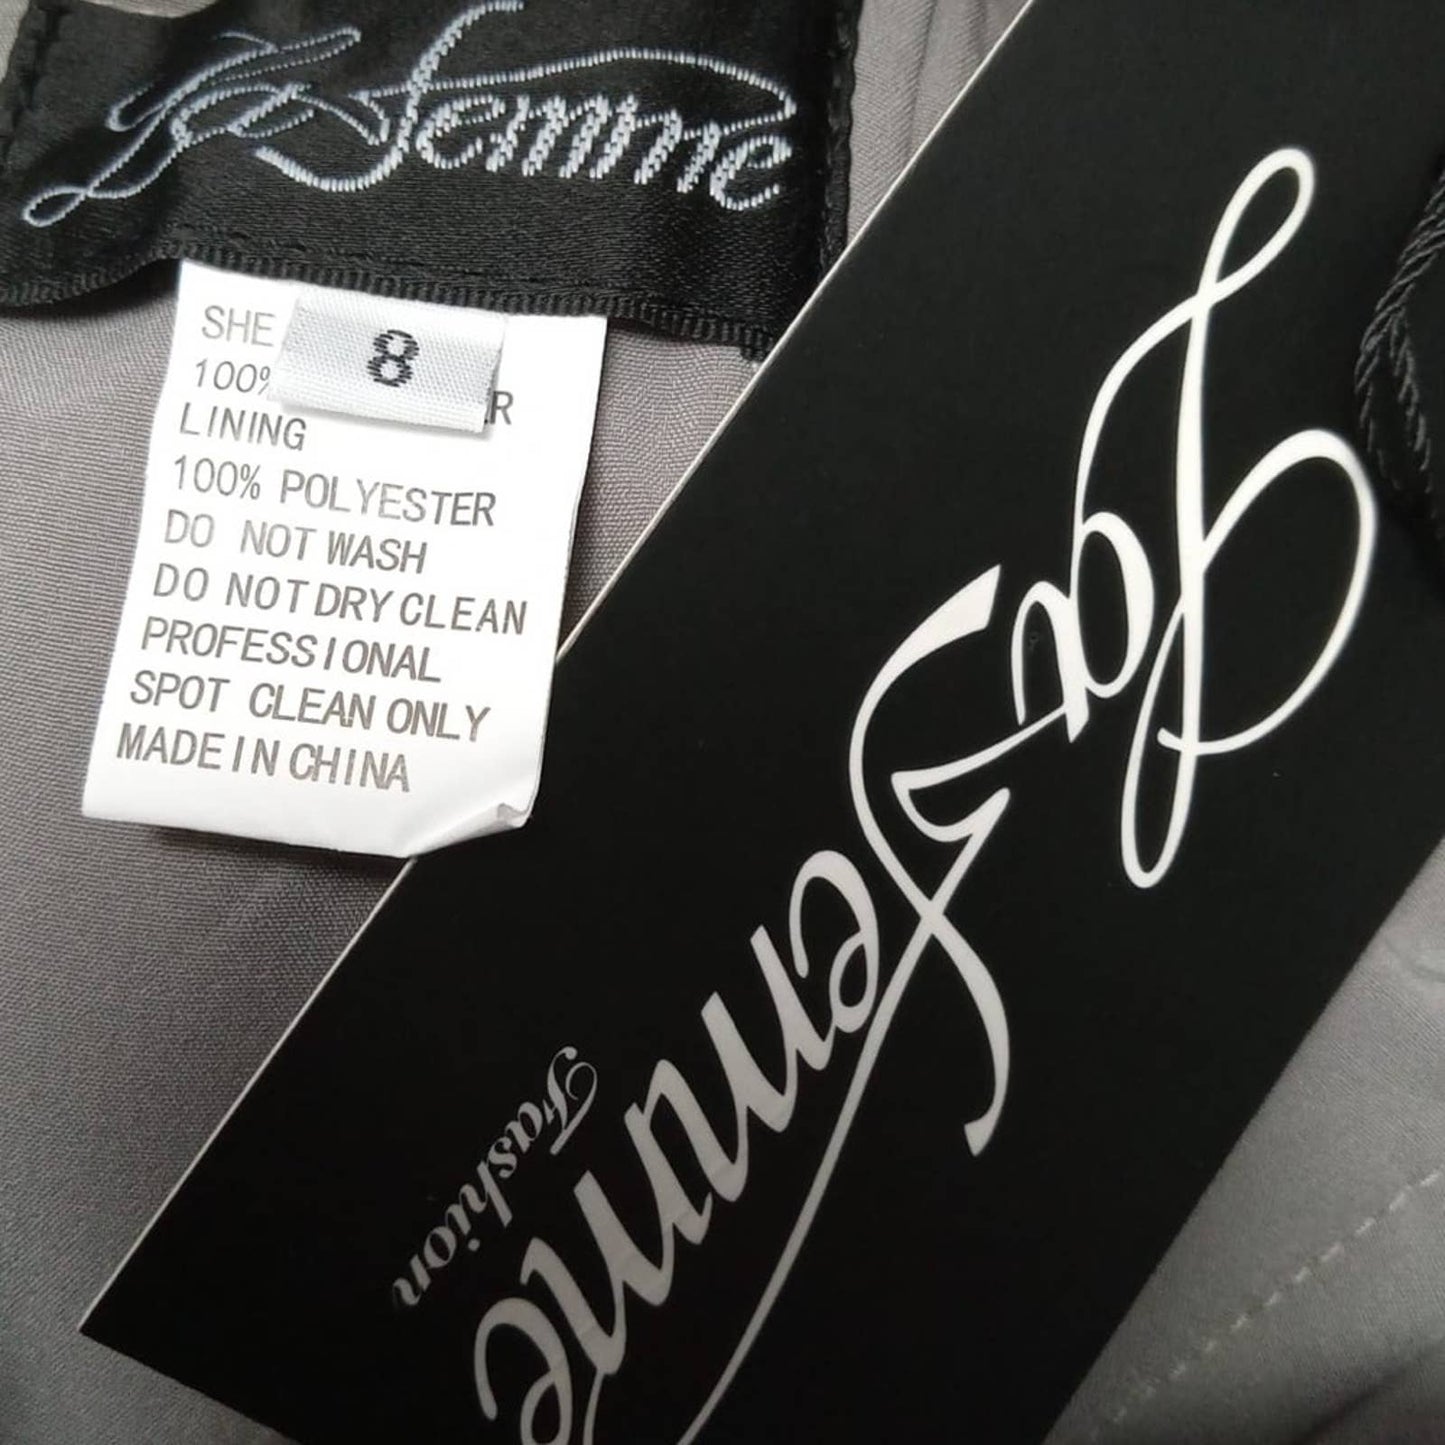 La Femme
8
SHE
100% R
LINING
100% POLYESTER
DO NOT WASH
DO NOT DRY CLEAN
PROFESSIONAL
SPOT CLEAN ONLY
MADE IN CHINA
La Femme
Fashion